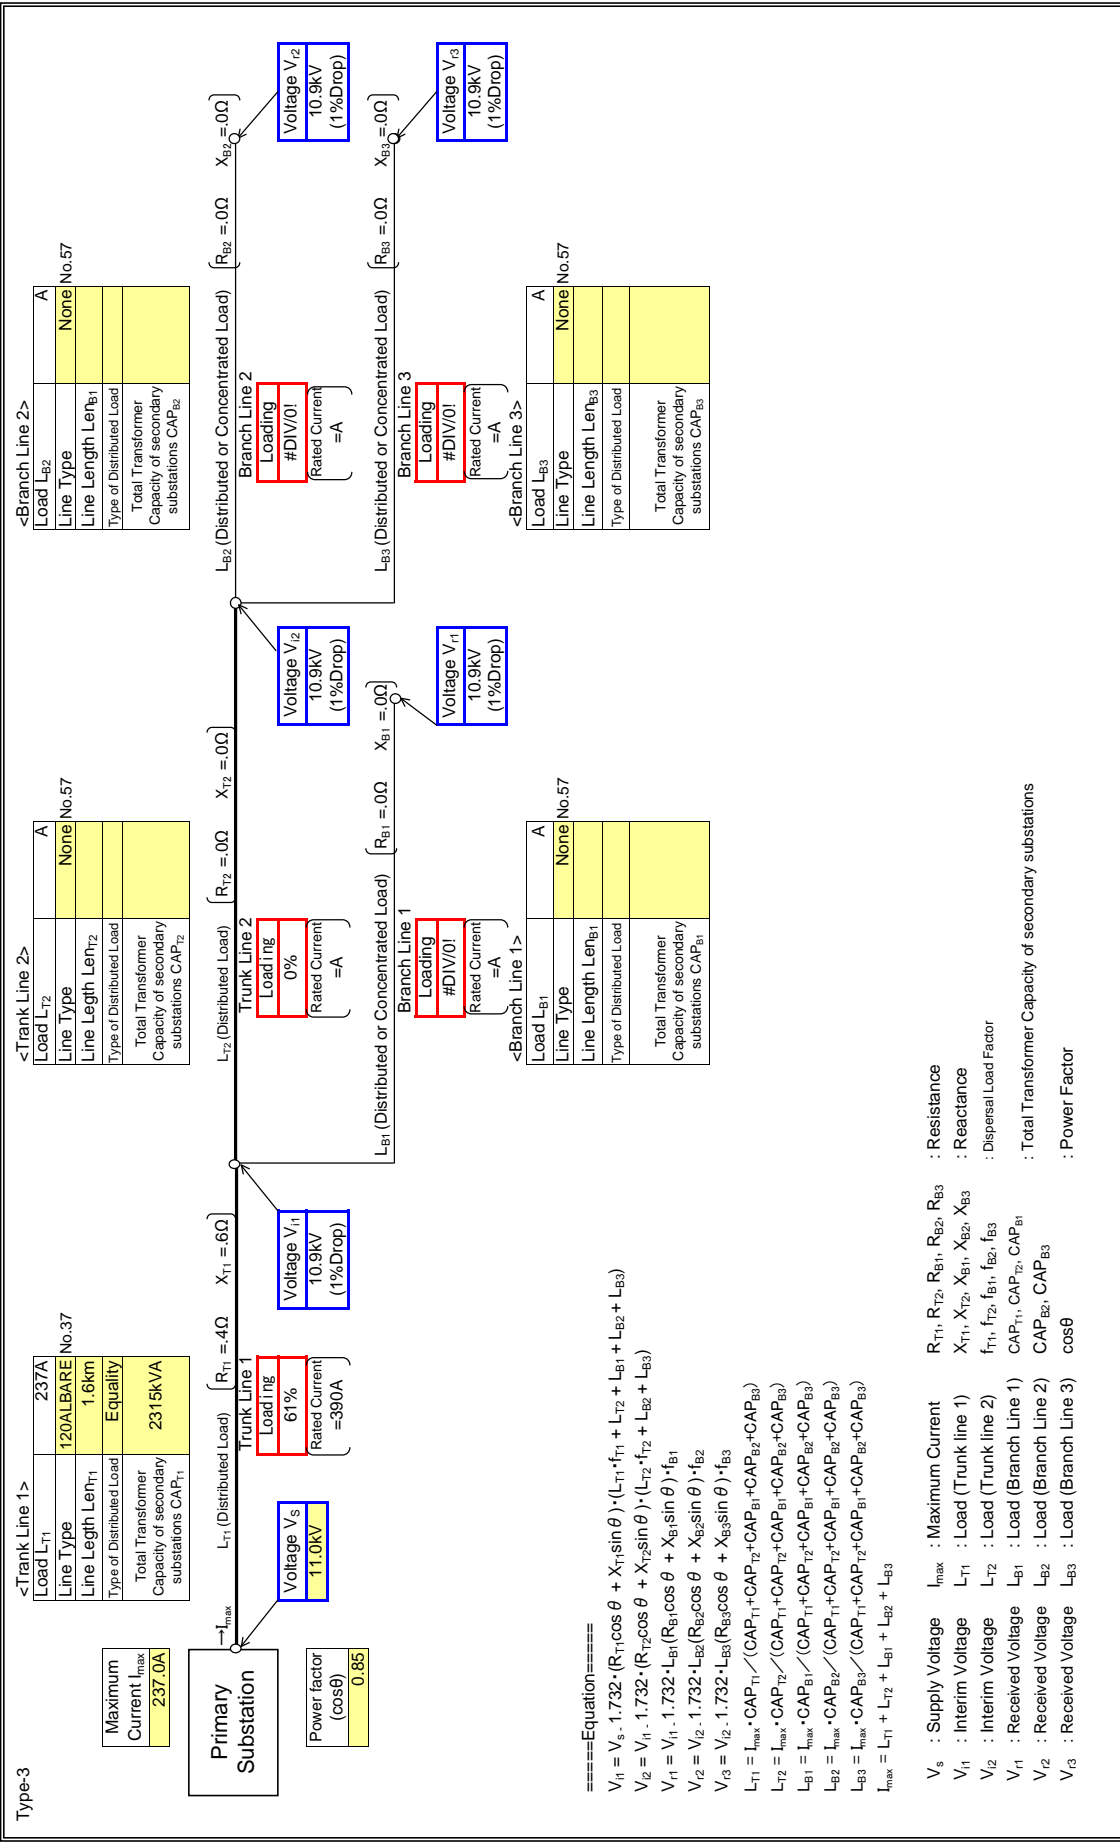 Type-3
<Trank Line 1>
Load LT1 237A
Line Type 120ALBARE No.37
Line Legth LenT1 1.6km
Type of Distributed Load Equality
Total Transformer
Capacity of secondary
substations CAPT1 2315kVA
<Trank Line 2>
Load LT2 A
Line Type None No.57
Line Legth LenT2
Type of Distributed Load
Total Transformer
Capacity of secondary
substations CAPT2
<Branch Line 2>
Load LB2 A
Line Type None No.57
Line Length LenB1
Type of Distributed Load
Total Transformer
Capacity of secondary
substations CAPB2
Maximum
Current Imax
237.0A
Primary
Substation
→Imax
Power factor
(cosθ)
0.85
Voltage Vs
11.0kV
LT1 (Distributed Load)
RT1 =.4Ω XT1 =.6Ω
Trunk Line 1
Loading
61%
Rated Current
=390A
Voltage Vi1
10.9kV
(1%Drop)
LT2 (Distributed Load)
RT2 =.0Ω XT2 =.0Ω
Trunk Line 2
Loading
0%
Rated Current
=A
Voltage Vi2
10.9kV
(1%Drop)
LB2 (Distributed or Concentrated Load)
RB2 =.0Ω XB2 =.0Ω
Branch Line 2
Loading
#DIV/0!
Rated Current
=A
Voltage Vr2
10.9kV
(1%Drop)
LB1 (Distributed or Concentrated Load)
RB1 =.0Ω XB1 =.0Ω
Branch Line 1
Loading
#DIV/0!
Rated Current
=A
Voltage Vr1
10.9kV
(1%Drop)
LB3 (Distributed or Concentrated Load)
RB3 =.0Ω XB3 =.0Ω
Branch Line 3
Loading
#DIV/0!
Rated Current
=A
Voltage Vr3
10.9kV
(1%Drop)
<Branch Line 1>
Load LB1 A
Line Type None No.57
Line Length LenB1
Type of Distributed Load
Total Transformer
Capacity of secondary
substations CAPB1
<Branch Line 3>
Load LB3 A
Line Type None No.57
Line Length LenB3
Type of Distributed Load
Total Transformer
Capacity of secondary
substations CAPB3
=====Equation=====
Vi1 = Vs - 1.732・(RT1cos θ + XT1sin θ)・(LT1・fT1 + LT2 + LB1 + LB2 + LB3)
Vi2 = Vi1 - 1.732・(RT2cos θ + XT2sin θ)・(LT2・fT2 + LB2 + LB3)
Vr1 = Vi1 - 1.732・LB1(RB1cos θ + XB1sin θ)・fB1
Vr2 = Vi2 - 1.732・LB2(RB2cos θ + XB2sin θ)・fB2
Vr3 = Vi2 - 1.732・LB3(RB3cos θ + XB3sin θ)・fB3
LT1 = Imax・CAPT1／(CAPT1+CAPT2+CAPB1+CAPB2+CAPB3)
LT2 = Imax・CAPT2／(CAPT1+CAPT2+CAPB1+CAPB2+CAPB3)
LB1 = Imax・CAPB1／(CAPT1+CAPT2+CAPB1+CAPB2+CAPB3)
LB2 = Imax・CAPB2／(CAPT1+CAPT2+CAPB1+CAPB2+CAPB3)
LB3 = Imax・CAPB3／(CAPT1+CAPT2+CAPB1+CAPB2+CAPB3)
Imax = LT1 + LT2 + LB1 + LB2 + LB3
Vs : Supply Voltage Imax : Maximum Current RT1, RT2, RB1, RB2, RB3 : Resistance
Vi1 : Interim Voltage LT1 : Load (Trunk line 1) XT1, XT2, XB1, XB2, XB3 : Reactance
Vi2 : Interim Voltage LT2 : Load (Trunk line 2) fT1, fT2, fB1, fB2, fB3 : Dispersal Load Factor
Vr1 : Received Voltage LB1 : Load (Branch Line 1) CAPT1, CAPT2, CAPB1 : Total Transformer Capacity of secondary substations
Vr2 : Received Voltage LB2 : Load (Branch Line 2) CAPB2, CAPB3
Vr3 : Received Voltage LB3 : Load (Branch Line 3) cosθ : Power Factor